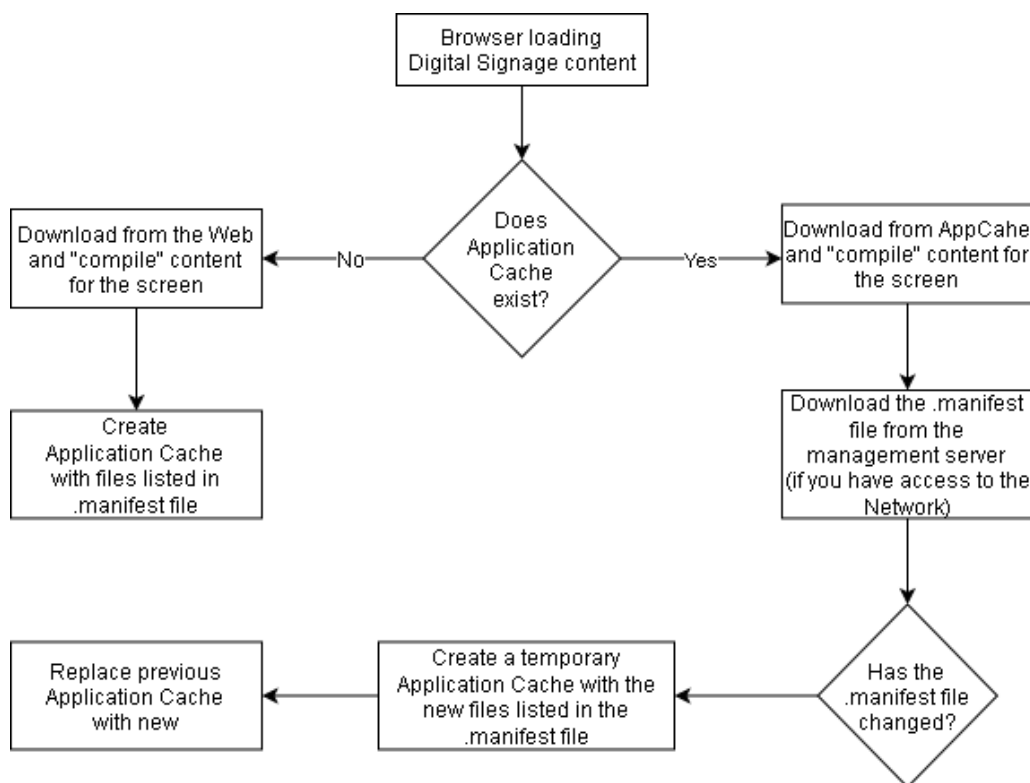 Browser loading
Digital Signage content
Does
Application
Cache
exist?
No
Yes
Download from the Web
and "compile" content
for the screen
Download from AppCahe
and "compile" content for
the screen
Create
Application Cache
with files listed in
.manifest file
Download the .manifest
file from the
management server
(if you have access to the
Network)
Has the
.manifest file
changed?
Create a temporary
Application Cache with the
new files listed in the
.manifest file
Replace previous
Application Cache
with new